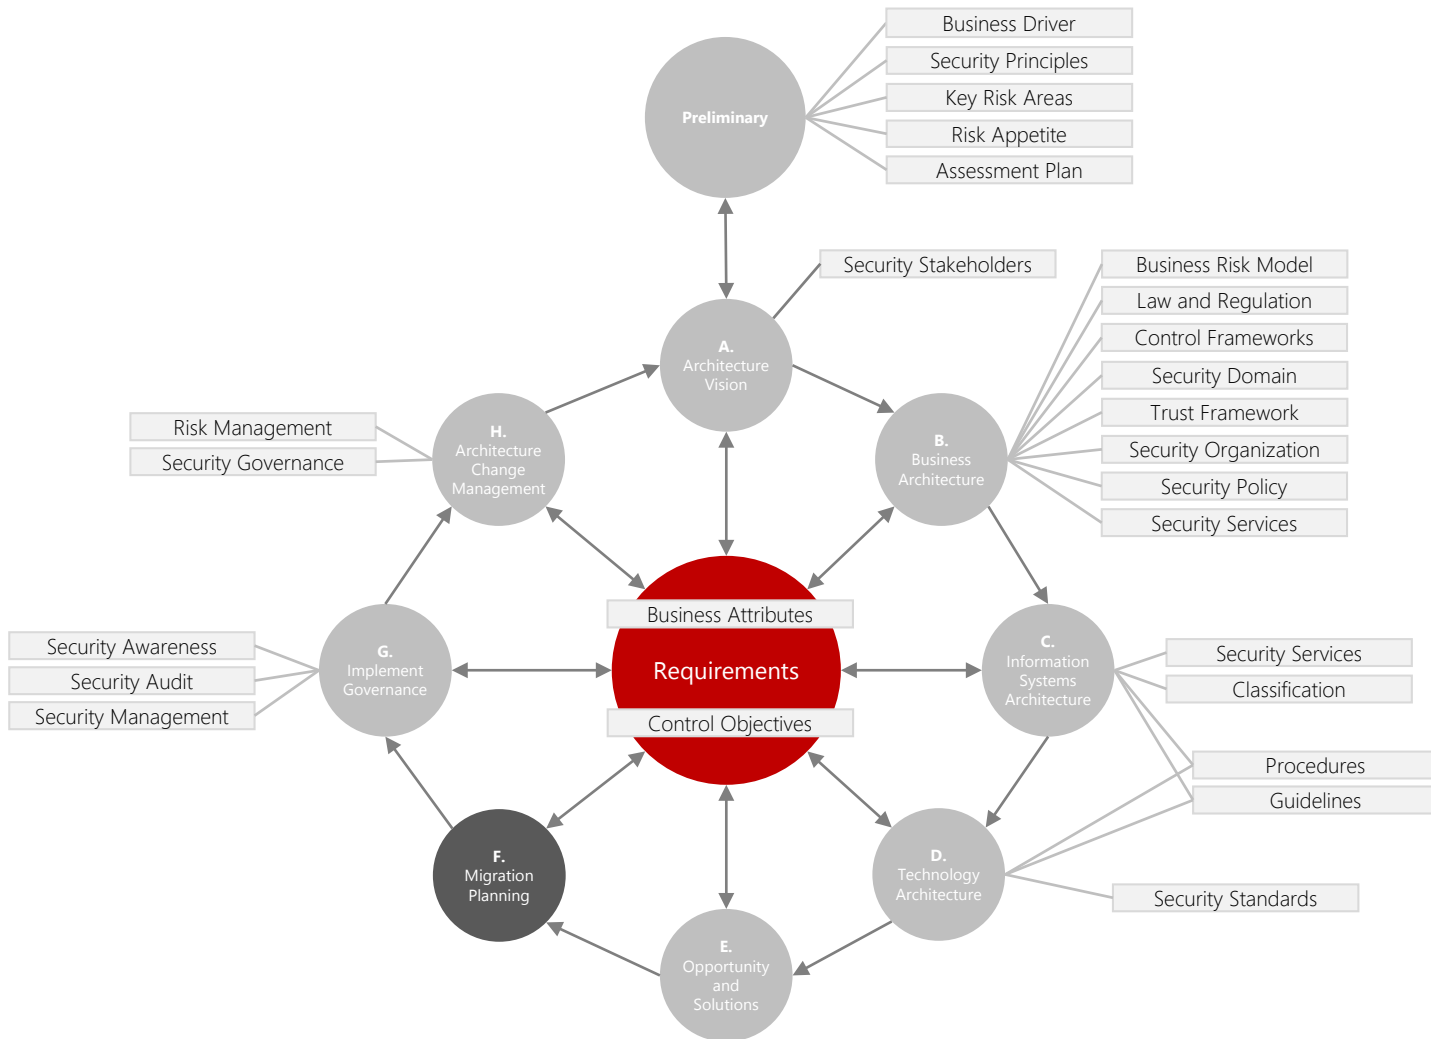 Business Driver
Security Principles
Key Risk Areas
Risk Appetite
Assessment Plan
Preliminary
Security Stakeholders
Business Risk Model
Law and Regulation
Control Frameworks
Security Domain
Trust Framework
Security Organization
Security Policy
Security Services
A.
Architecture
Vision
B.
Business
Architecture
Risk Management
Security Governance
H.
Architecture
Change
Management
Business Attributes
Requirements
Control Objectives
Security Awareness
Security Audit
Security Management
G.
Implement
Governance
C.
Information
Systems
Architecture
Security Services
Classification
Procedures
Guidelines
Security Standards
F.
Migration
Planning
D.
Technology
Architecture
E.
Opportunity
and
Solutions